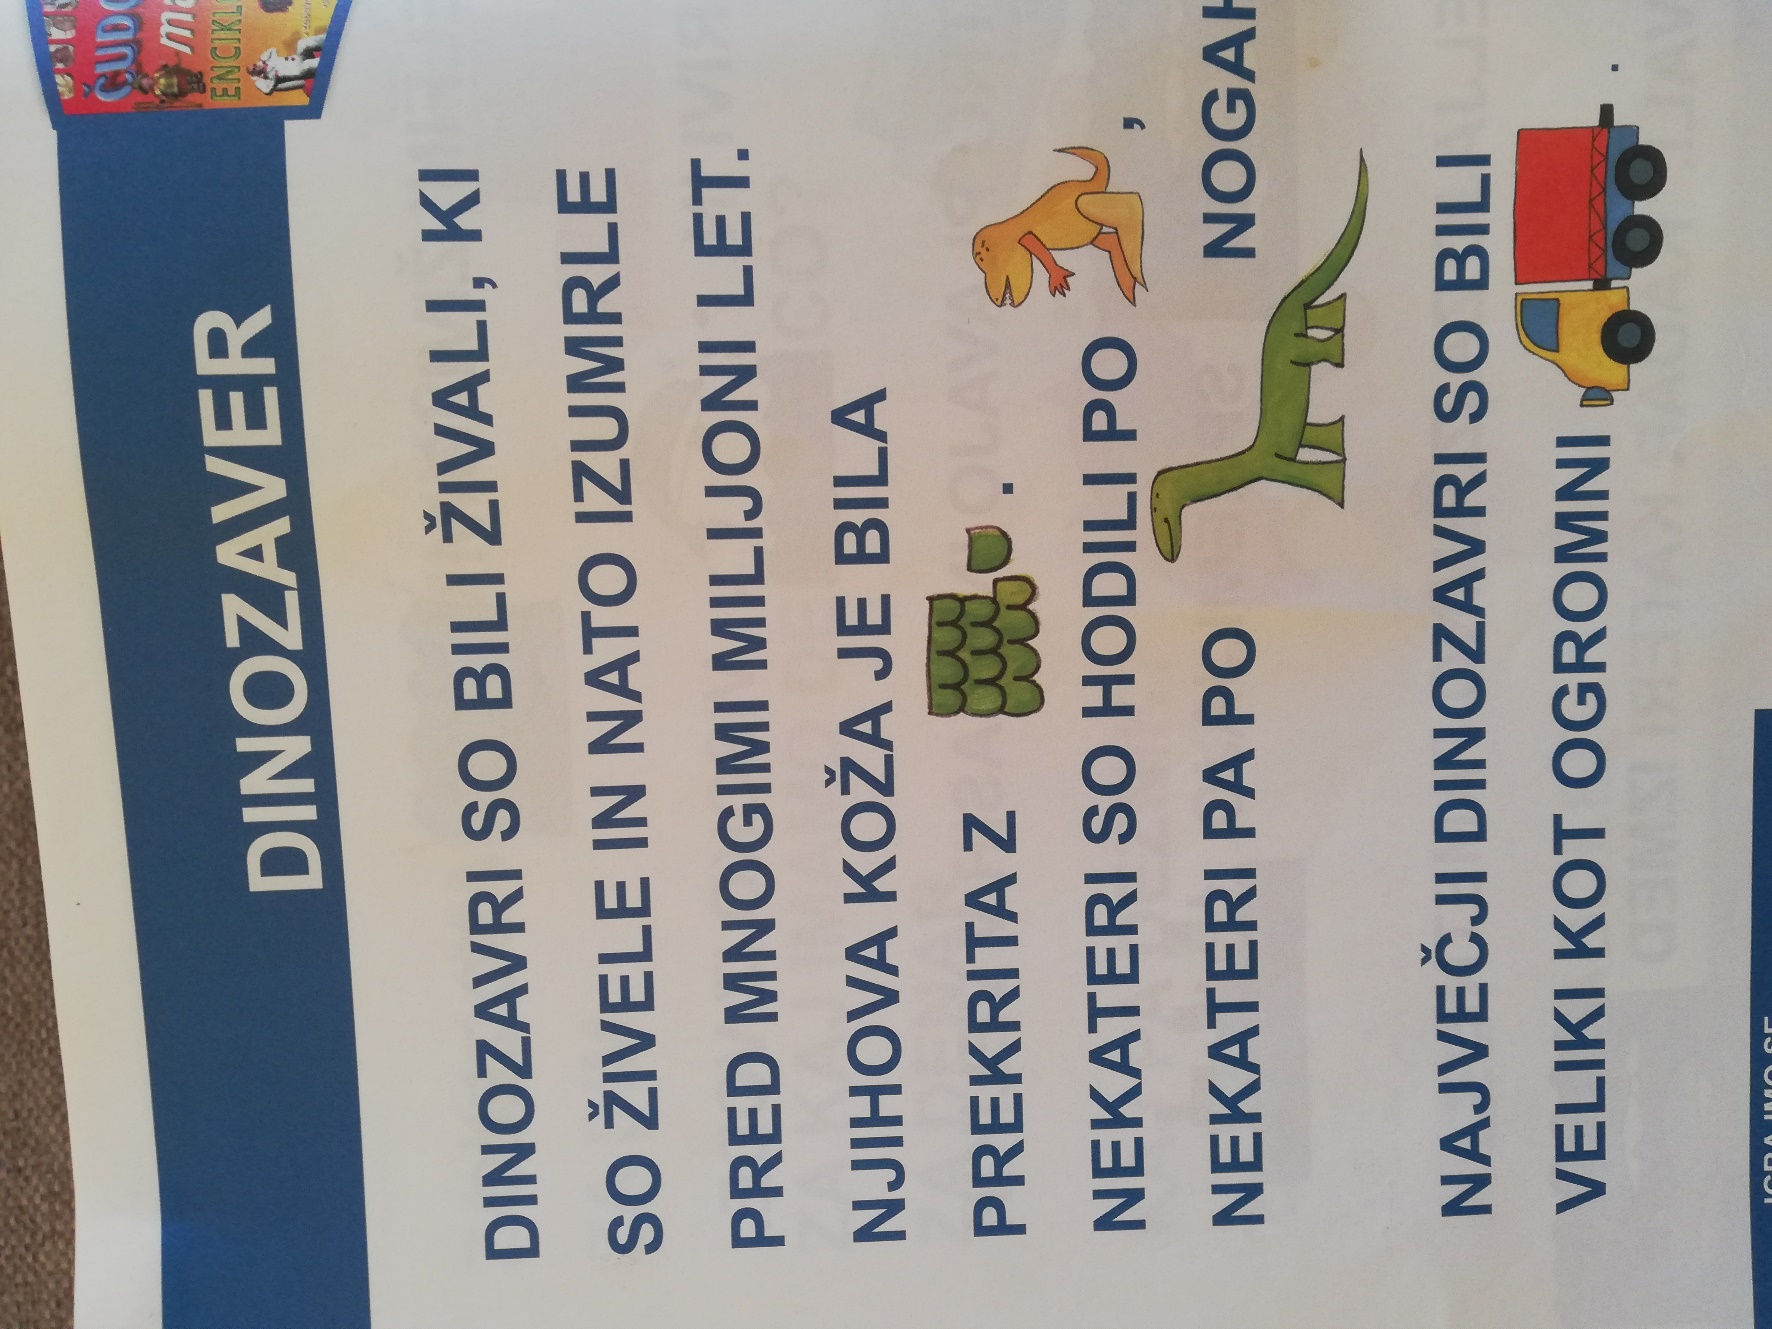 DINOZAVER
DINOZAVRI SO BILI ŽIVALI, KI
SO ŽIVELE IN NATO IZUMRLE
PRED MNOGIMI MILIJONI LET.
NJIHOVA KOŽA JE BILA
PREKRITA Z .
NEKATERI SO HODILI PO ,
NEKATERI PA PO NOGAH
NAJVEČJI DINOZAVRI SO BILI
VELIKI KOT OGROMNI .